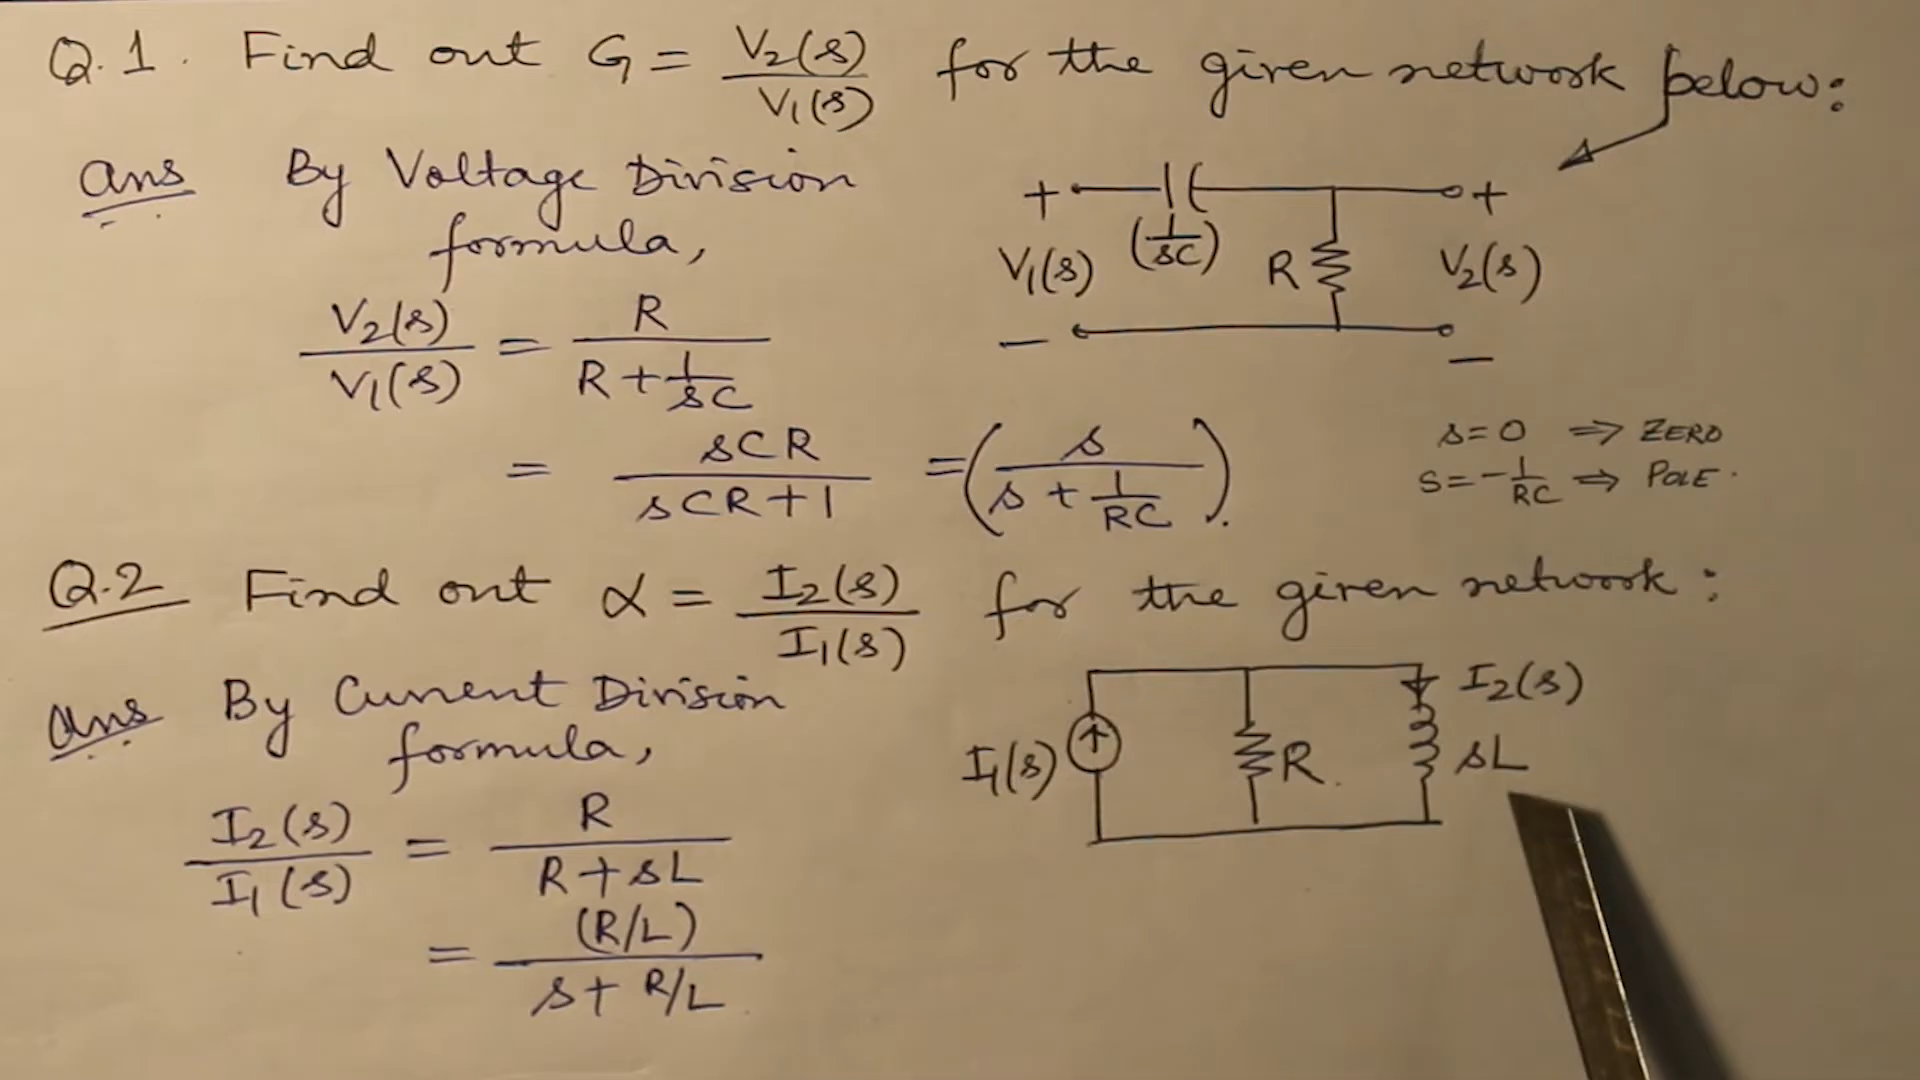 Q.1. Find out G = V2(s)/V1(s) for the given network below:
Ans By Voltage Division
formula,
V2(s)/V1(s) = R/(R + 1/sC)
= sCR/(sCR + 1) = (s/(s + 1/RC)).
+ +
V1(s) (1/sC) R V2(s)
− −
s = 0 ⇒ ZERO
s = −1/RC ⇒ POLE.
Q.2 Find out α = I2(s)/I1(s) for the given network:
Ans By Current Division
formula,
I2(s)/I1(s) = R/(R + sL)
= (R/L)/(s + R/L)
I2(s)
I1(s) R sL